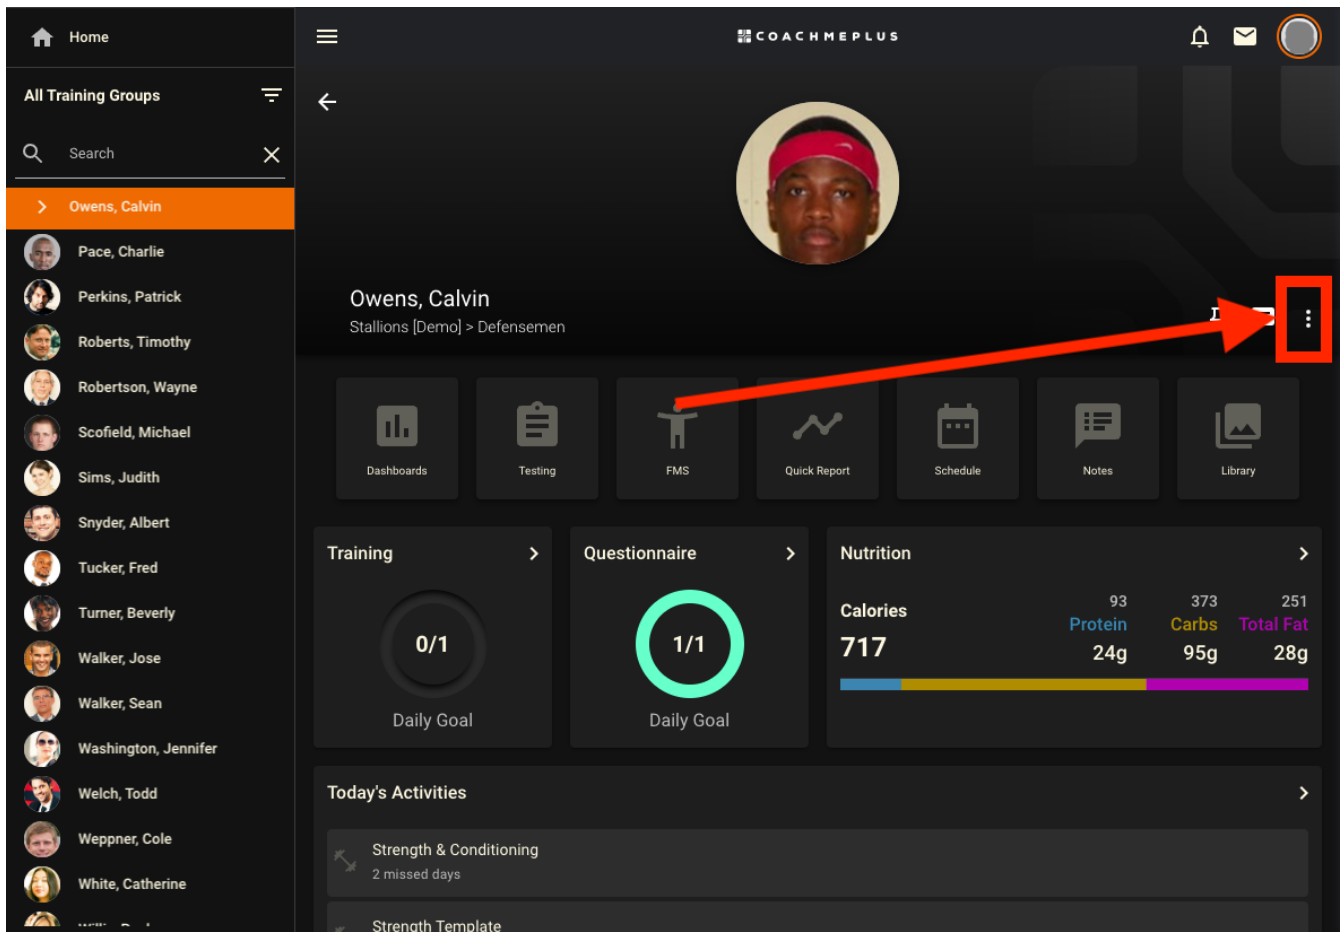 Home
COACHMEPLUS
All Training Groups
Search
Owens, Calvin
Pace, Charlie
Perkins, Patrick
Roberts, Timothy
Robertson, Wayne
Scofield, Michael
Sims, Judith
Snyder, Albert
Tucker, Fred
Turner, Beverly
Walker, Jose
Walker, Sean
Washington, Jennifer
Welch, Todd
Weppner, Cole
White, Catherine
Owens, Calvin
Stallions [Demo] > Defensemen
Dashboards
Testing
FMS
Quick Report
Schedule
Notes
Library
Training
0/1
Daily Goal
Questionnaire
1/1
Daily Goal
Nutrition
Calories
717
93
Protein
24g
373
Carbs
95g
251
Total Fat
28g
Today's Activities
Strength & Conditioning
2 missed days
Strength Template